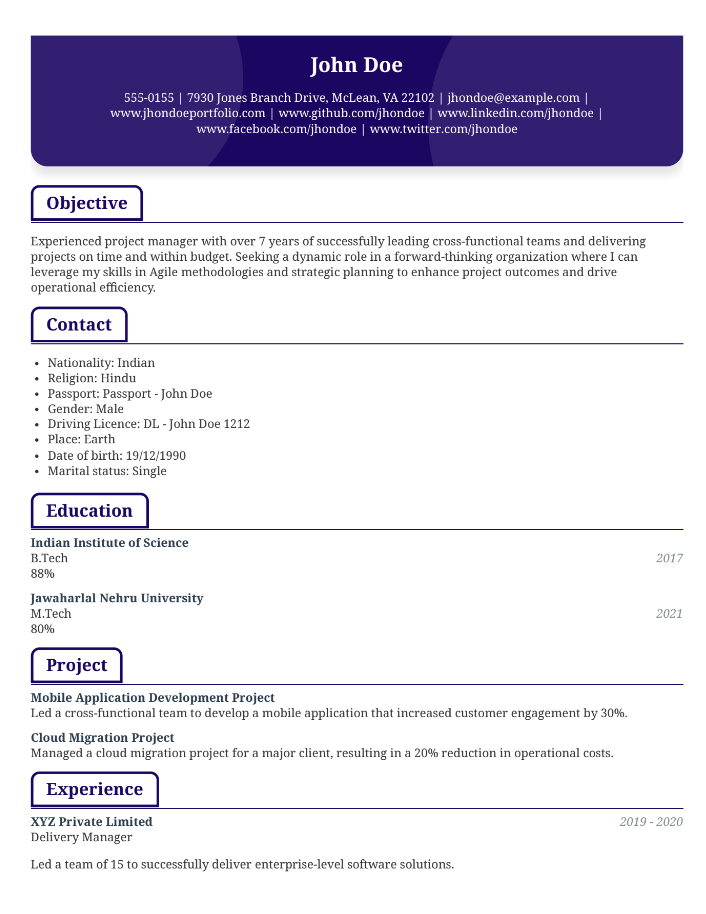 John Doe
555-0155 | 7930 Jones Branch Drive, McLean, VA 22102 | jhondoe@example.com |
www.jhondoeportfolio.com | www.github.com/jhondoe | www.linkedin.com/jhondoe |
www.facebook.com/jhondoe | www.twitter.com/jhondoe
Objective
Experienced project manager with over 7 years of successfully leading cross-functional teams and delivering
projects on time and within budget. Seeking a dynamic role in a forward-thinking organization where I can
leverage my skills in Agile methodologies and strategic planning to enhance project outcomes and drive
operational efficiency.
Contact
• Nationality: Indian
• Religion: Hindu
• Passport: Passport - John Doe
• Gender: Male
• Driving Licence: DL - John Doe 1212
• Place: Earth
• Date of birth: 19/12/1990
• Marital status: Single
Education
Indian Institute of Science
B.Tech 2017
88%
Jawaharlal Nehru University
M.Tech 2021
80%
Project
Mobile Application Development Project
Led a cross-functional team to develop a mobile application that increased customer engagement by 30%.
Cloud Migration Project
Managed a cloud migration project for a major client, resulting in a 20% reduction in operational costs.
Experience
XYZ Private Limited 2019 - 2020
Delivery Manager
Led a team of 15 to successfully deliver enterprise-level software solutions.